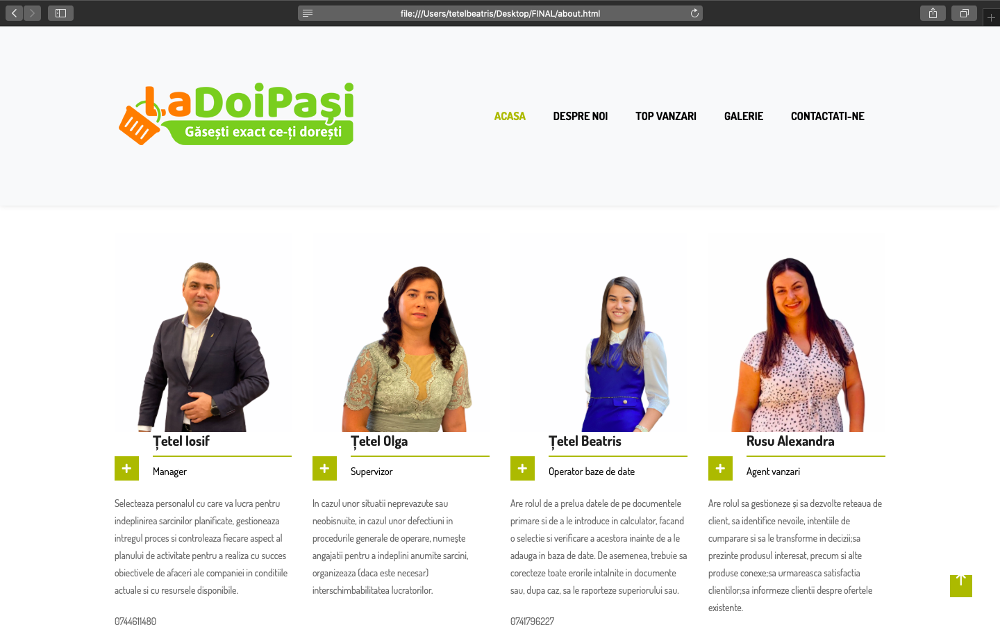 file:///Users/tetelbeatris/Desktop/FINAL/about.html
LaDoiPași
Găsești exact ce-ți dorești
ACASA DESPRE NOI TOP VANZARI GALERIE CONTACTATI-NE
Țetel Iosif
Manager
Selecteaza personalul cu care va lucra pentru
indeplinirea sarcinilor planificate, gestioneaza
intregul proces si controleaza fiecare aspect al
planului de activitate pentru a realiza cu succes
obiectivele de afaceri ale companiei in conditiile
actuale si cu resursele disponibile.
0744611480
Țetel Olga
Supervizor
In cazul unor situatii neprevazute sau
neobisnuite, in cazul unor defectiuni in
procedurile generale de operare, numește
angajatii pentru a indeplini anumite sarcini,
organizeaza (daca este necesar)
interschimbabilitatea lucratorilor.
Țetel Beatris
Operator baze de date
Are rolul de a prelua datele de pe documentele
primare si de a le introduce in calculator, facand
o selectie si verificare a acestora inainte de a le
adauga in baza de date. De asemenea, trebuie sa
corecteze toate erorile intalnite in documente
sau, dupa caz, sa le raporteze superiorului sau.
0741796227
Rusu Alexandra
Agent vanzari
Are rolul sa gestioneze și sa dezvolte reteaua de
client, sa identifice nevoile, intentiile de
cumparare si sa le transforme in decizii;sa
prezinte produsul interesat, precum si alte
produse conexe;sa urmareasca satisfactia
clientilor;sa informeze clientii despre ofertele
existente.